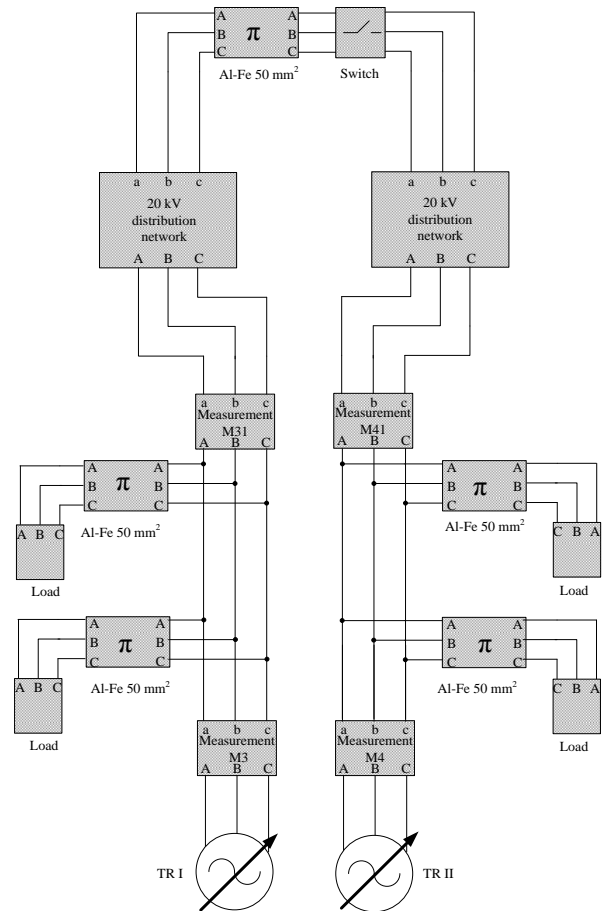 A A
B π B
C C
Al-Fe 50 mm²
Switch
a b c
20 kV
distribution
network
A B C
a b c
20 kV
distribution
network
A B C
a b c
Measurement
M31
A B C
a b c
Measurement
M41
A B C
A A
B π B
C C
Al-Fe 50 mm²
A B C
Load
A A
B π B
C C
Al-Fe 50 mm²
C B A
Load
A A
B π B
C C
Al-Fe 50 mm²
A B C
Load
A A
B π B
C C
Al-Fe 50 mm²
C B A
Load
a b c
Measurement
M3
A B C
a b c
Measurement
M4
A B C
TR I
TR II